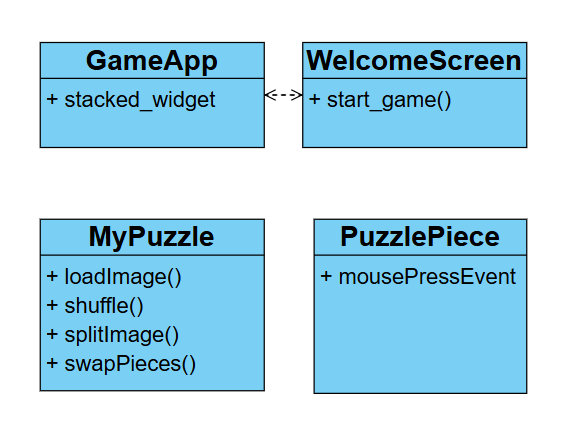 GameApp
+ stacked_widget
WelcomeScreen
+ start_game()
MyPuzzle
+ loadImage()
+ shuffle()
+ splitImage()
+ swapPieces()
PuzzlePiece
+ mousePressEvent